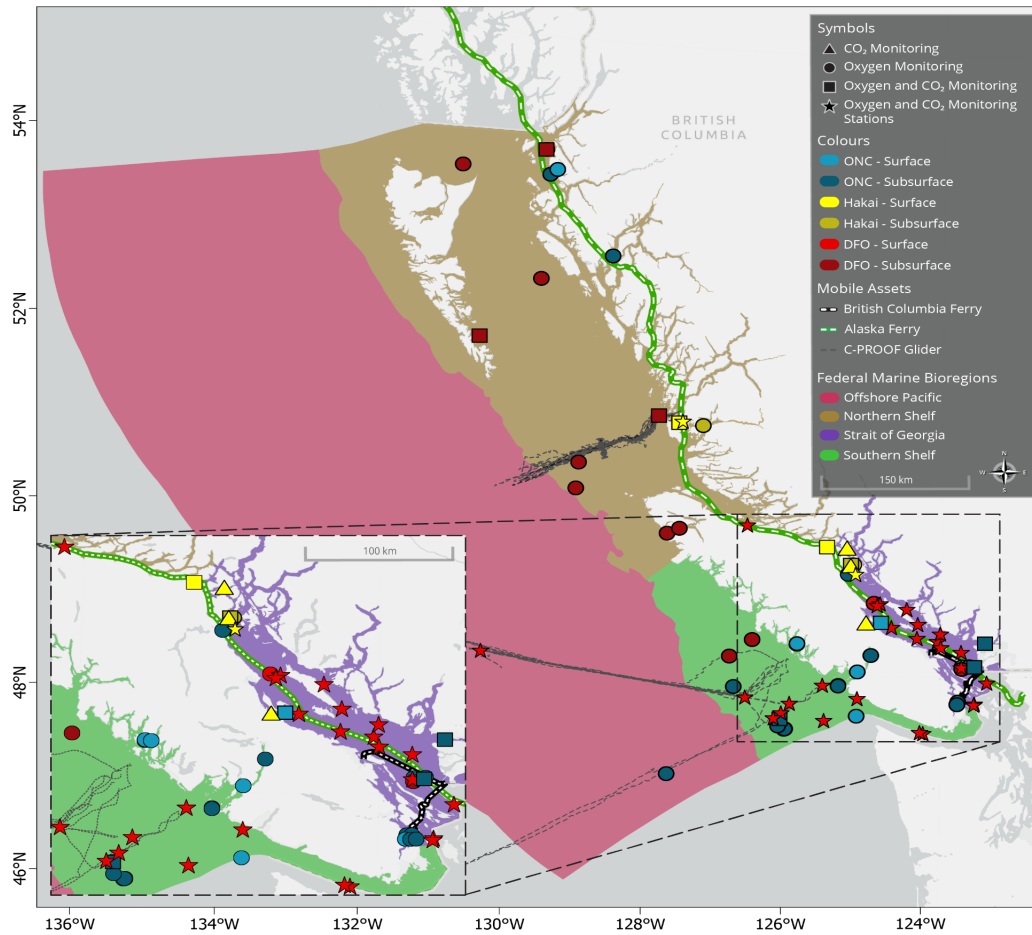 Symbols
CO₂ Monitoring
Oxygen Monitoring
Oxygen and CO₂ Monitoring
Oxygen and CO₂ Monitoring
Stations
Colours
ONC - Surface
ONC - Subsurface
Hakai - Surface
Hakai - Subsurface
DFO - Surface
DFO - Subsurface
Mobile Assets
British Columbia Ferry
Alaska Ferry
C-PROOF Glider
Federal Marine Bioregions
Offshore Pacific
Northern Shelf
Strait of Georgia
Southern Shelf
N
W E
S
150 km
BRITISH
COLUMBIA
100 km
54°N
52°N
50°N
48°N
46°N
136°W
134°W
132°W
130°W
128°W
126°W
124°W